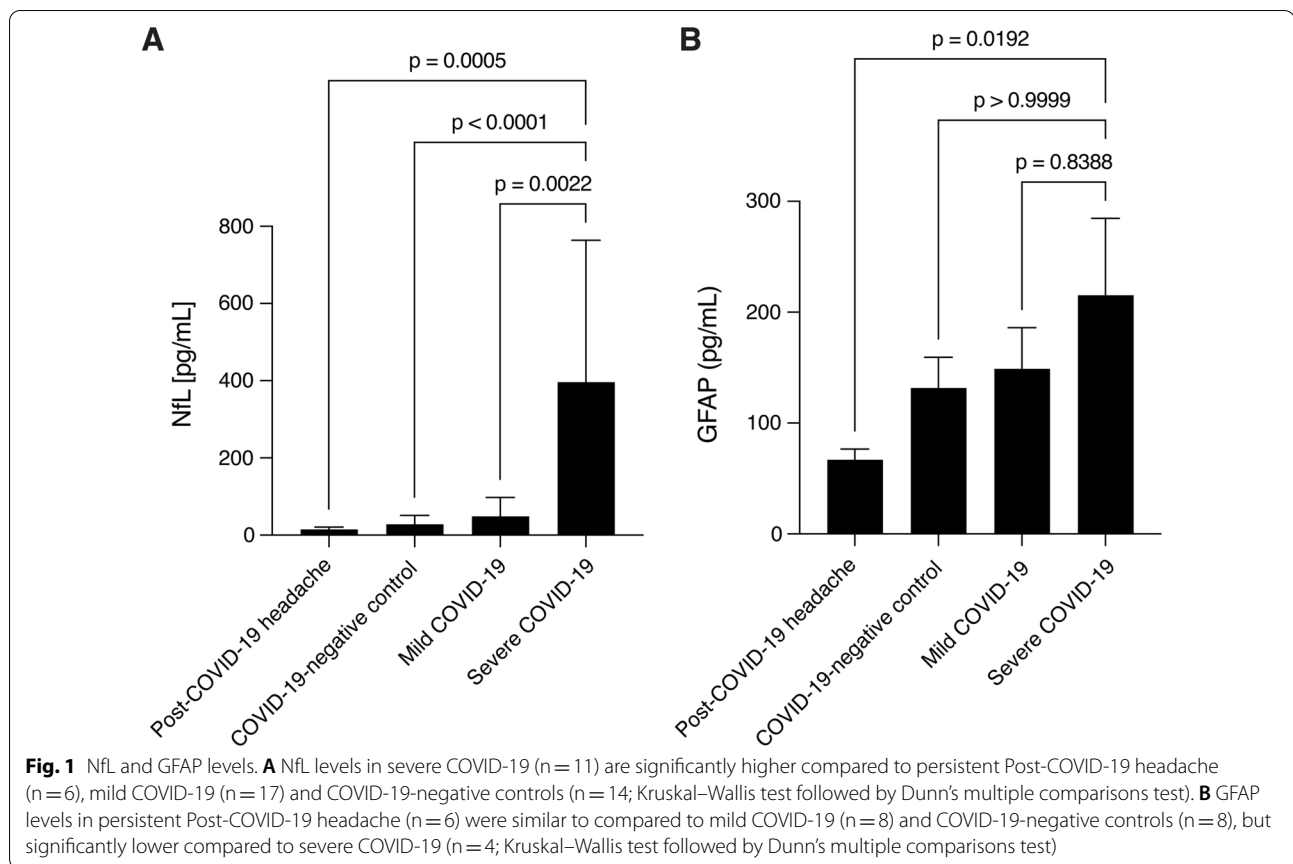 A
p = 0.0005
p < 0.0001
p = 0.0022
800
600
400
200
0
NfL [pg/mL]
Post-COVID-19 headache
COVID-19-negative control
Mild COVID-19
Severe COVID-19
B
p = 0.0192
p > 0.9999
p = 0.8388
300
200
100
0
GFAP (pg/mL)
Post-COVID-19 headache
COVID-19-negative control
Mild COVID-19
Severe COVID-19
Fig. 1 NfL and GFAP levels. A NfL levels in severe COVID-19 (n = 11) are significantly higher compared to persistent Post-COVID-19 headache
(n = 6), mild COVID-19 (n = 17) and COVID-19-negative controls (n = 14; Kruskal–Wallis test followed by Dunn's multiple comparisons test). B GFAP
levels in persistent Post-COVID-19 headache (n = 6) were similar to compared to mild COVID-19 (n = 8) and COVID-19-negative controls (n = 8), but
significantly lower compared to severe COVID-19 (n = 4; Kruskal–Wallis test followed by Dunn's multiple comparisons test)